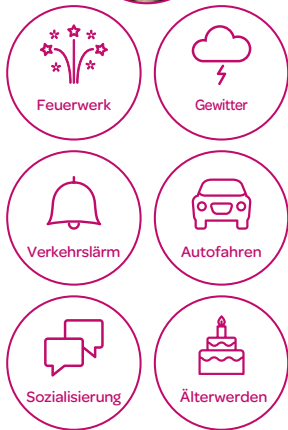 Feuerwerk
Gewitter
Verkehrslärm
Autofahren
Sozialisierung
Älterwerden